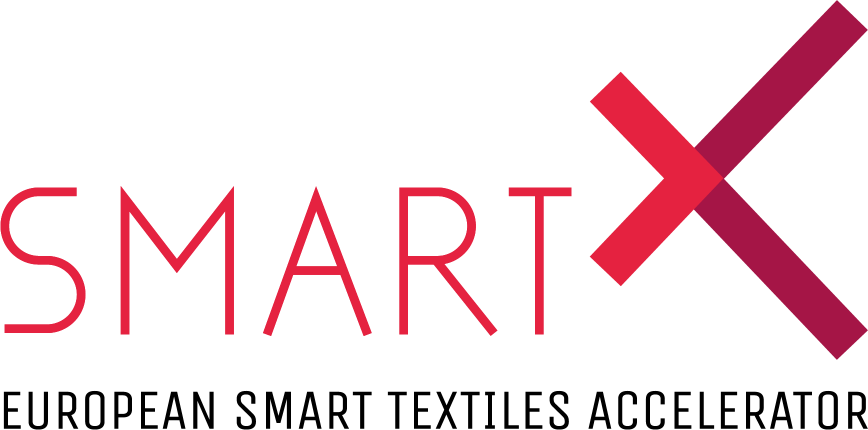 SMARTX
EUROPEAN SMART TEXTILES ACCELERATOR